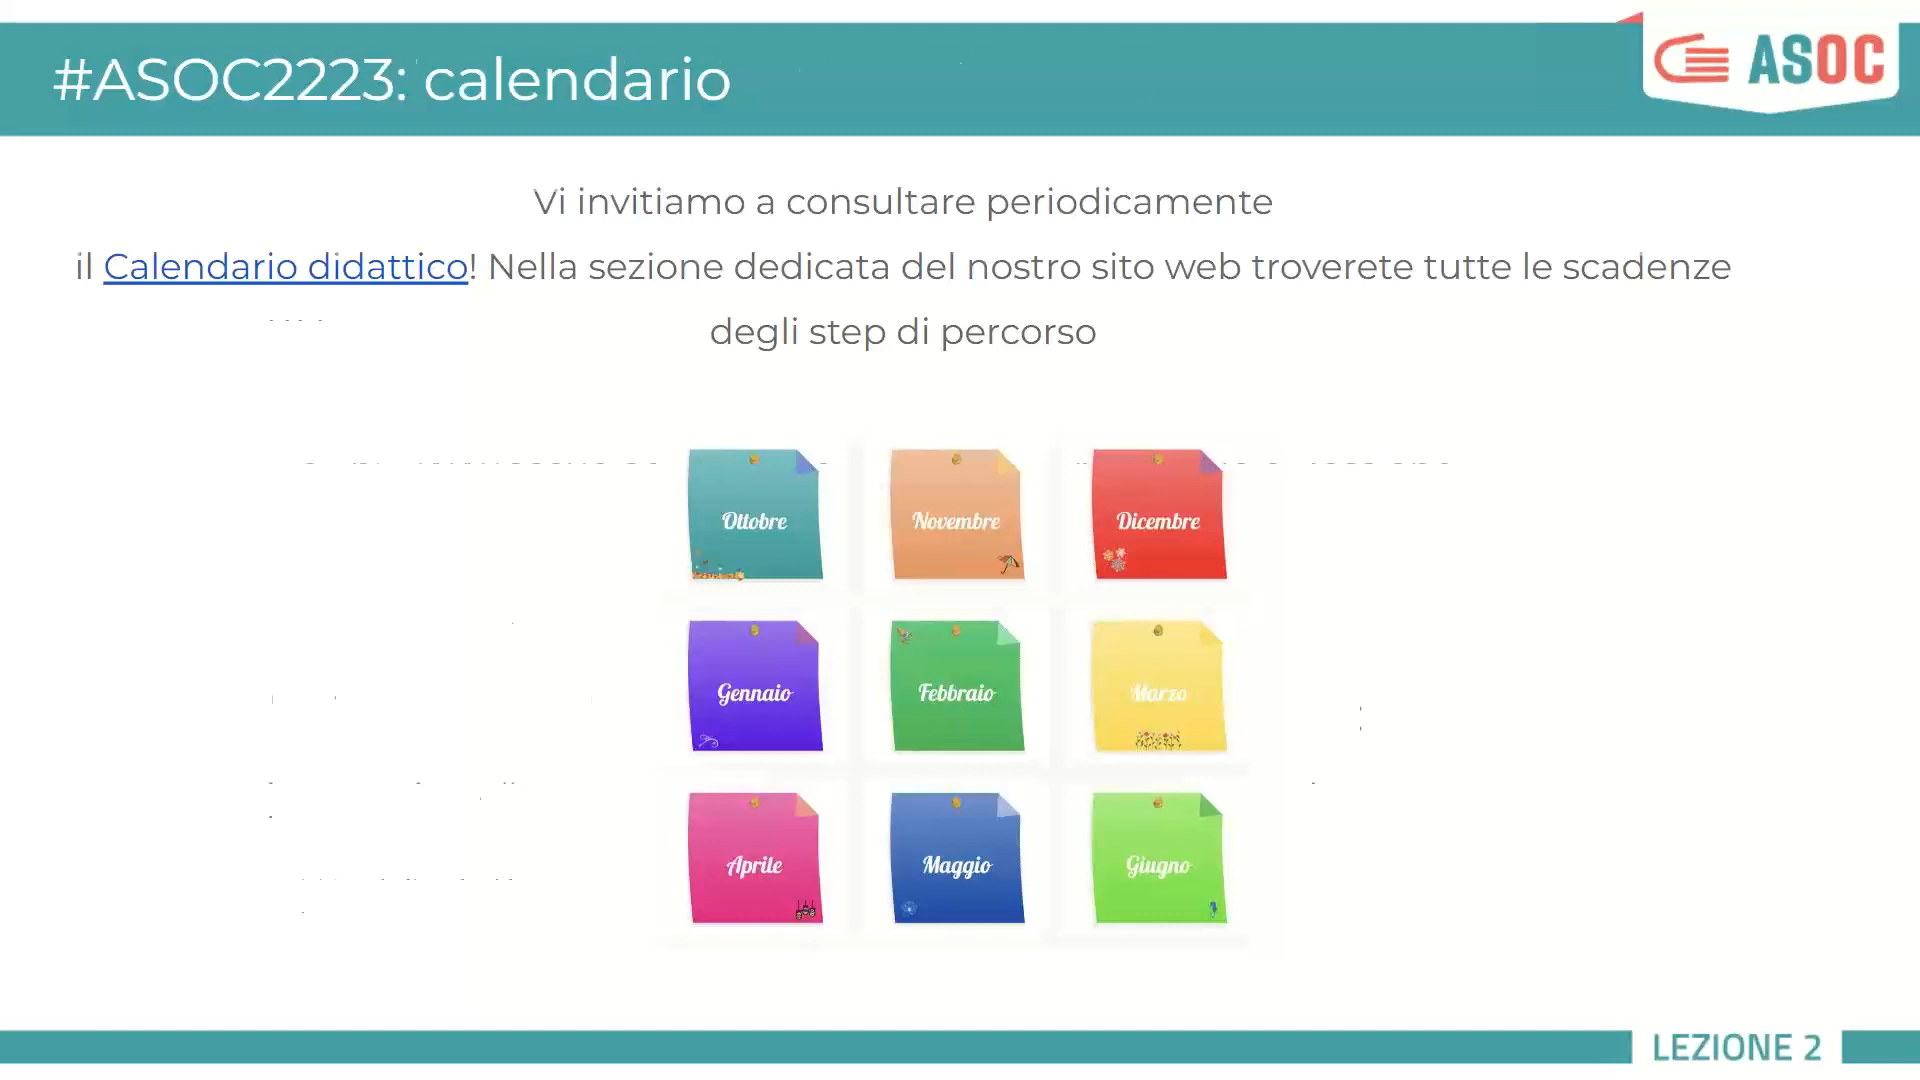 #ASOC2223: calendario
ASOC
Vi invitiamo a consultare periodicamente
il Calendario didattico! Nella sezione dedicata del nostro sito web troverete tutte le scadenze
degli step di percorso
Ottobre
Novembre
Dicembre
Gennaio
Febbraio
Marzo
Aprile
Maggio
Giugno
LEZIONE 2